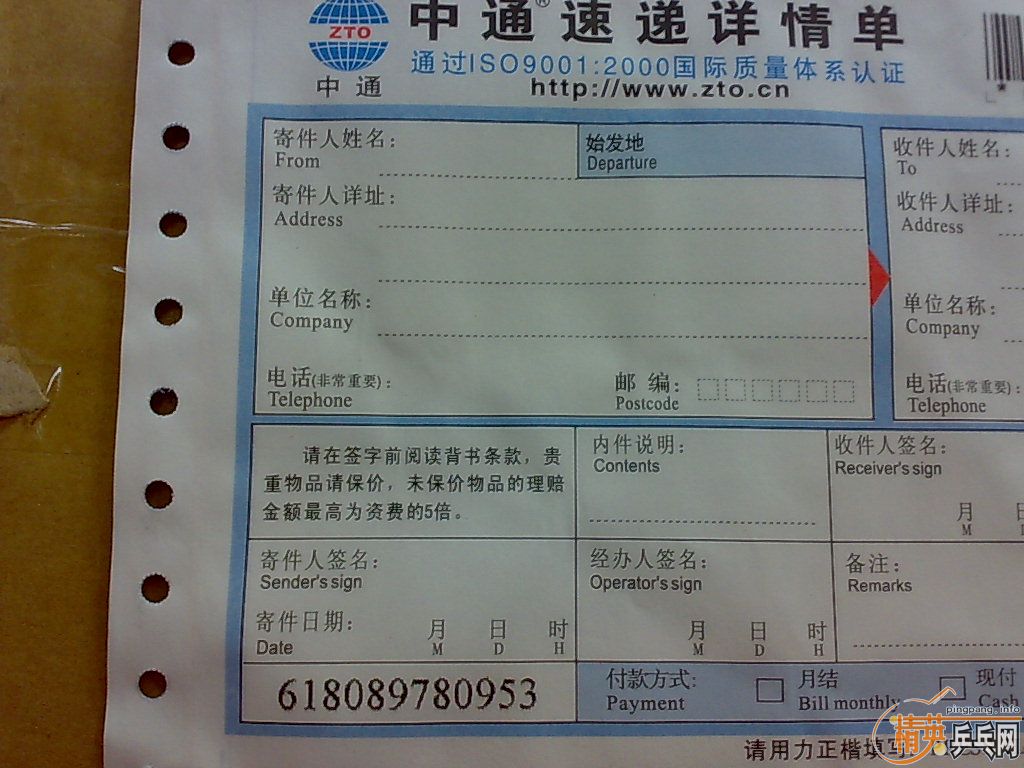 ZTO
中通
中通®速递详情单
通过ISO9001:2000国际质量体系认证
http://www.zto.cn
*
寄件人姓名:
From
始发地
Departure
收件人姓名:
To
寄件人详址:
Address
收件人详址:
Address
单位名称:
Company
单位名称:
Company
电话(非常重要):
Telephone
邮 编:
Postcode
电话(非常重要):
Telephone
请在签字前阅读背书条款，贵
重物品请保价，未保价物品的理赔
金额最高为资费的5倍。
内件说明:
Contents
收件人签名:
Receiver's sign
月
M
寄件人签名:
Sender's sign
经办人签名:
Operator's sign
备注:
Remarks
寄件日期:
Date
月 日 时
M D H
月 日 时
M D H
618089780953
付款方式:
Payment
月结
Bill monthly
现付
Cash
请用力正楷填写
pingpang.info
精英乒乓网